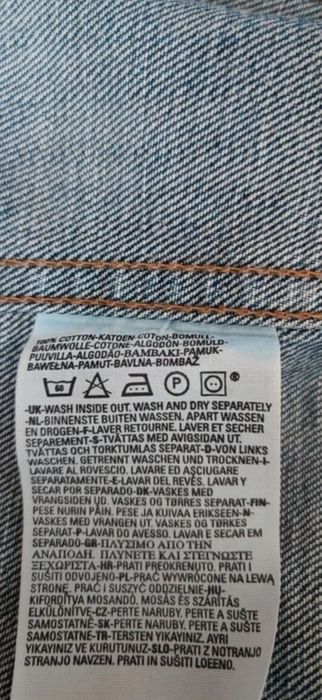 100% COTTON-KATOEN-COTON-BOMULL-
BAUMWOLLE-COTONE-ALGODÓN-BOMULD-
PUUVILLA-ALGODÃO-BAMBAKI-PAMUK-
BAWEŁNA-PAMUT-BAVLNA-BOMBAŽ
60 P ®
-UK-WASH INSIDE OUT. WASH AND DRY SEPARATELY
-NL-BINNENSTE BUITEN WASSEN. APART WASSEN
EN DROGEN-F-LAVER RETOURNE. LAVER ET SECHER
SEPAREMENT-S-TVÄTTAS MED AVIGSIDAN UT.
TVÄTTAS OCH TORKTUMLAS SEPARAT-D-VON LINKS
WASCHEN. GETRENNT WASCHEN UND TROCKNEN-I-
LAVARE AL ROVESCIO. LAVARE ED ASCIUGARE
SEPARATAMENTE-E-LAVAR DEL REVÉS. LAVAR Y
SECAR POR SEPARADO-DK-VASKES MED
VRANGSIDEN UD. VASKES OG TØRRES SEPARAT-FIN-
PESE NURIN PÄIN. PESE JA KUIVAA ERIKSEEN-N-
VASKES MED VRANGEN UT. VASKES OG TØRKES
SEPARAT-P-LAVAR DO AVESSO. LAVAR E SECAR EM
SEPARADO-GR-ΠΛΥΣΙΜΟ ΑΠΟ ΤΗΝ
ΑΝΑΠΟΔΗ. ΠΛΥΝΕΤΕ ΚΑΙ ΣΤΕΓΝΩΣΤΕ
ΞΕΧΩΡΙΣΤΑ-HR-PRATI PREOKRENUTO. PRATI I
SUŠITI ODVOJENO-PL-PRAĆ WYWRÓCONE NA LEWĄ
STRONĘ. PRAĆ I SUSZYĆ ODDZIELNIE-HU-
KIFORDÍTVA MOSANDÓ. MOSÁS ÉS SZÁRÍTÁS
ELKÜLÖNÍTVE-CZ-PERTE NARUBY. PERTE A SUŠTE
SAMOSTATNĚ-SK-PERTE NARUBY. PERTE A SUŠTE
SAMOSTATNE-TR-TERSTEN YIKAYINIZ. AYRI
YIKAYINIZ VE KURUTUNUZ-SLO-PRATI Z NOTRANJO
STRANJO NAVZEN. PRATI IN SUŠITI LOEENO.